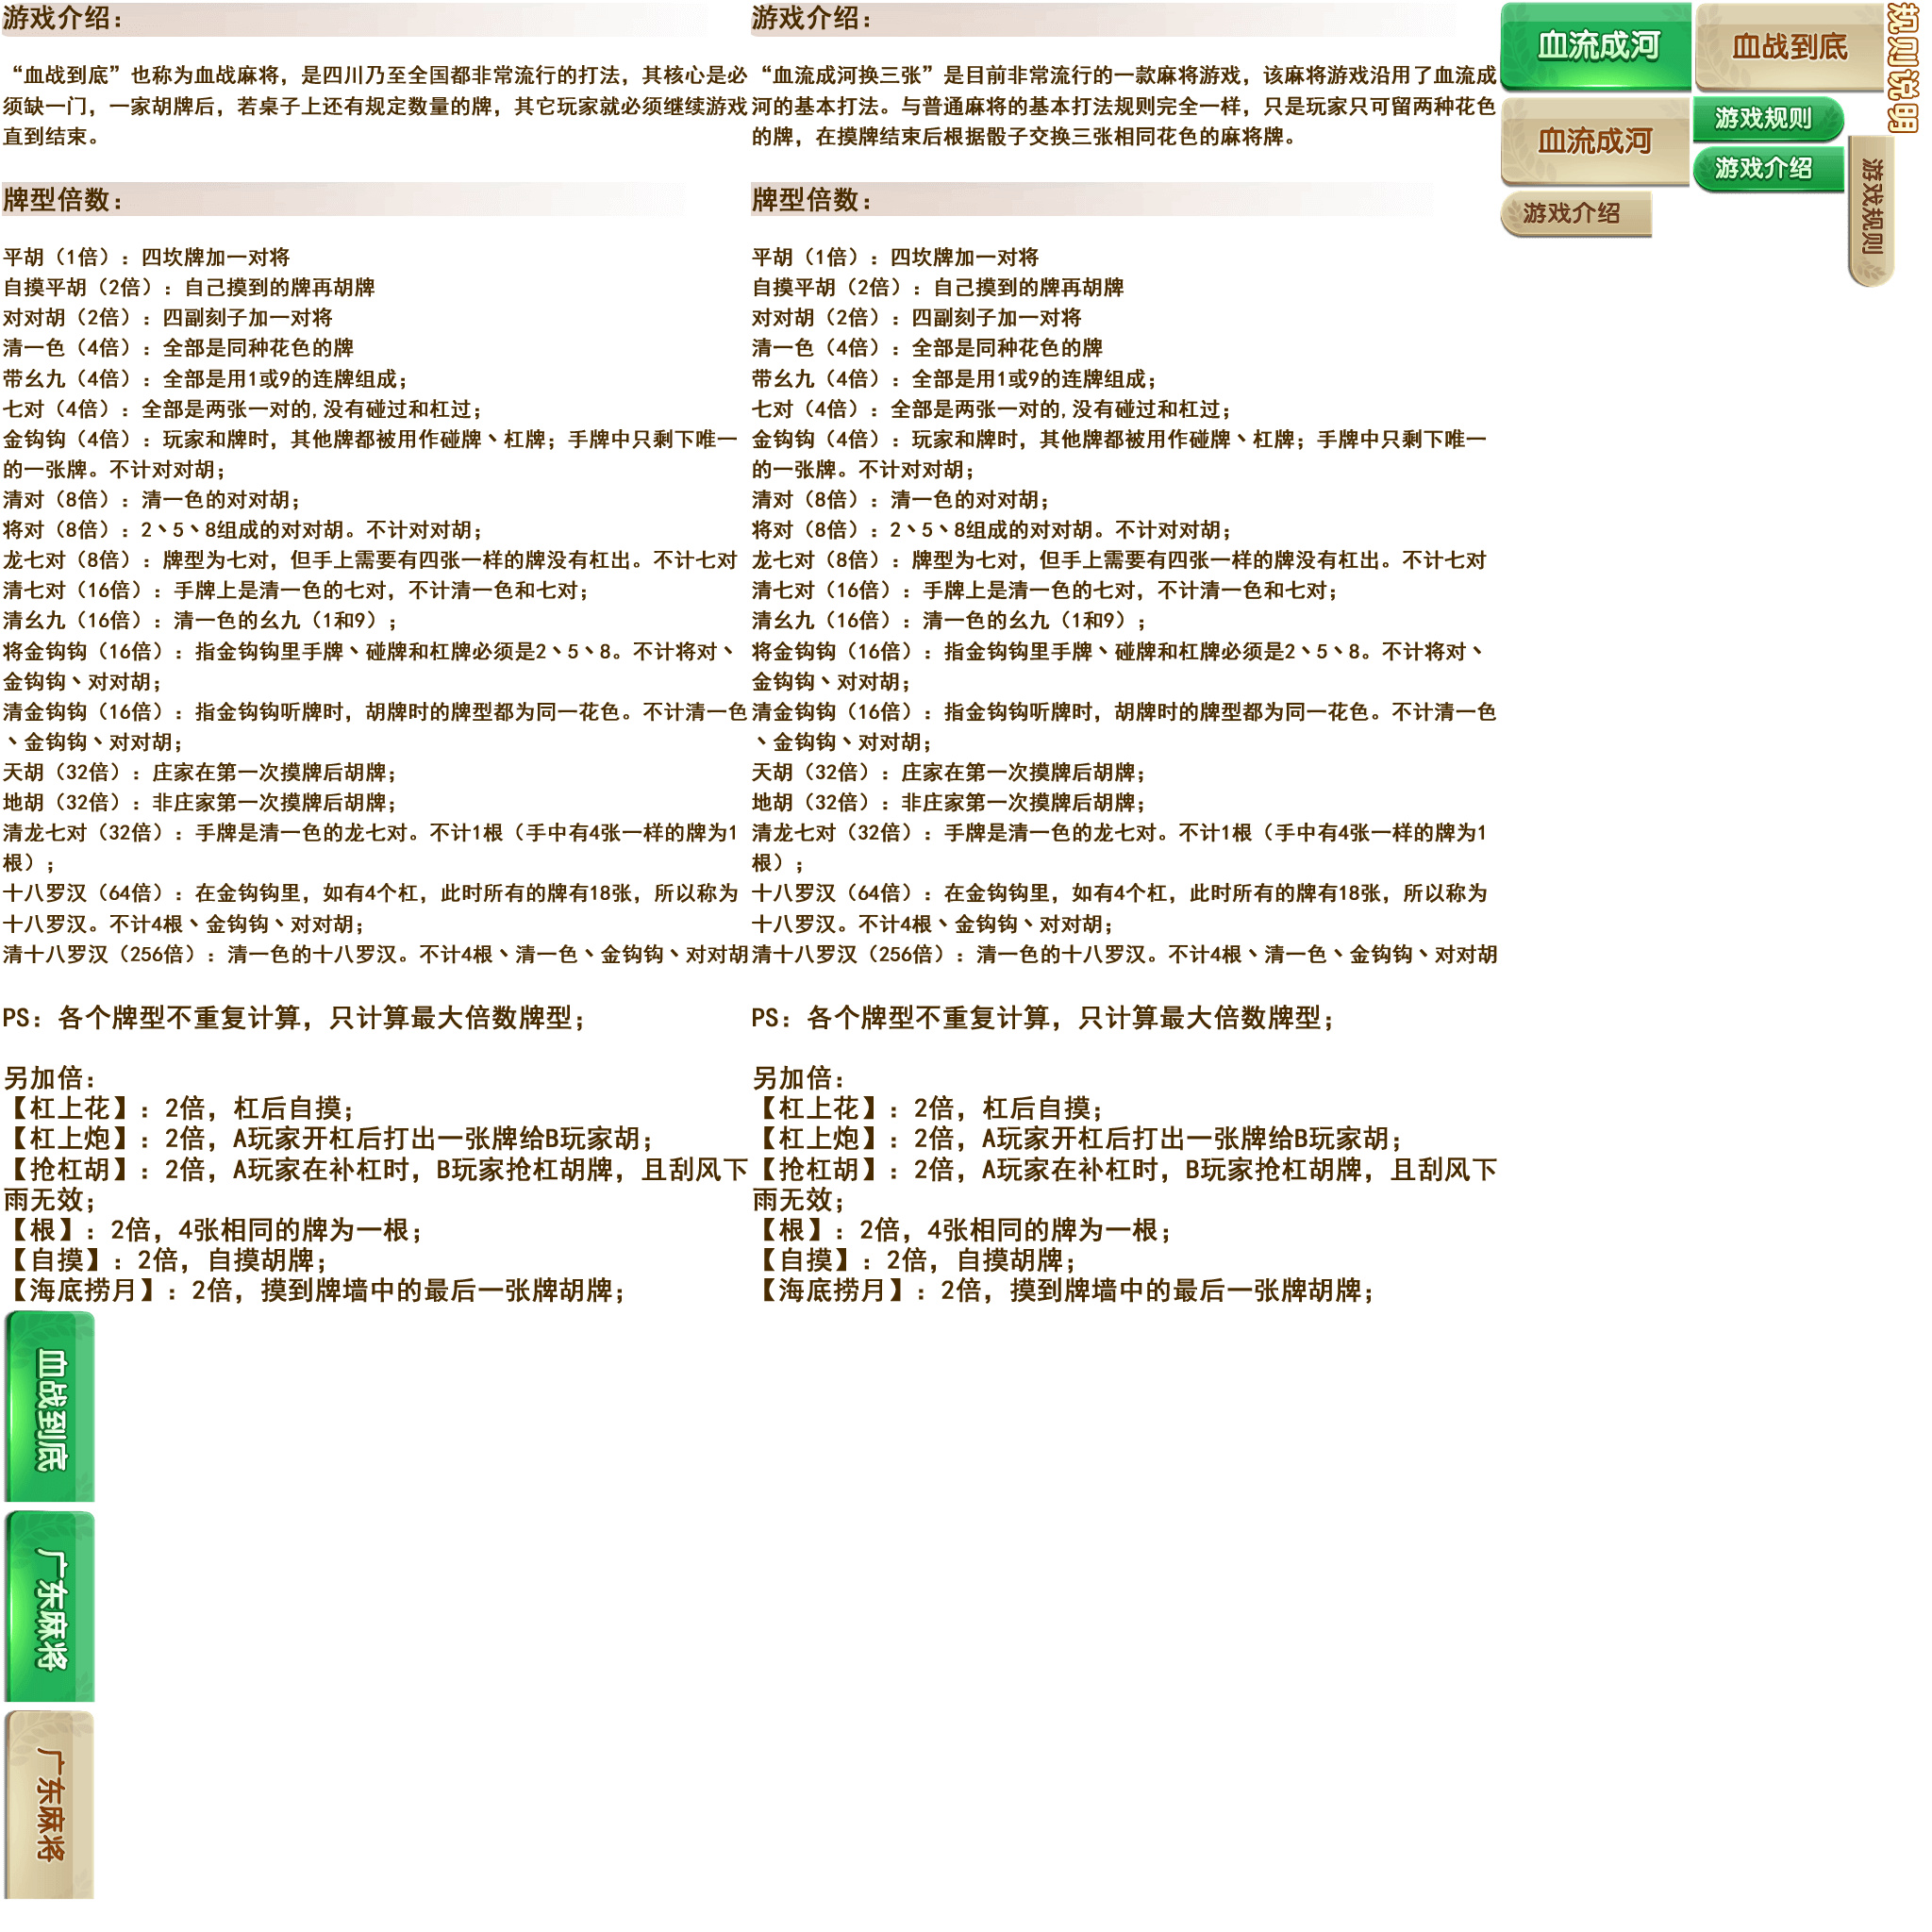 游戏介绍：
“血战到底”也称为血战麻将，是四川乃至全国都非常流行的打法，其核心是必
须缺一门，一家胡牌后，若桌子上还有规定数量的牌，其它玩家就必须继续游戏
直到结束。
牌型倍数：
平胡（1倍）：四坎牌加一对将
自摸平胡（2倍）：自己摸到的牌再胡牌
对对胡（2倍）：四副刻子加一对将
清一色（4倍）：全部是同种花色的牌
带幺九（4倍）：全部是用1或9的连牌组成；
七对（4倍）：全部是两张一对的,没有碰过和杠过；
金钩钩（4倍）：玩家和牌时，其他牌都被用作碰牌丶杠牌；手牌中只剩下唯一
的一张牌。不计对对胡；
清对（8倍）：清一色的对对胡；
将对（8倍）：2丶5丶8组成的对对胡。不计对对胡；
龙七对（8倍）：牌型为七对，但手上需要有四张一样的牌没有杠出。不计七对
清七对（16倍）：手牌上是清一色的七对，不计清一色和七对；
清幺九（16倍）：清一色的幺九（1和9）；
将金钩钩（16倍）：指金钩钩里手牌丶碰牌和杠牌必须是2丶5丶8。不计将对丶
金钩钩丶对对胡；
清金钩钩（16倍）：指金钩钩听牌时，胡牌时的牌型都为同一花色。不计清一色
丶金钩钩丶对对胡；
天胡（32倍）：庄家在第一次摸牌后胡牌；
地胡（32倍）：非庄家第一次摸牌后胡牌；
清龙七对（32倍）：手牌是清一色的龙七对。不计1根（手中有4张一样的牌为1
根）；
十八罗汉（64倍）：在金钩钩里，如有4个杠，此时所有的牌有18张，所以称为
十八罗汉。不计4根丶金钩钩丶对对胡；
清十八罗汉（256倍）：清一色的十八罗汉。不计4根丶清一色丶金钩钩丶对对胡
PS：各个牌型不重复计算，只计算最大倍数牌型；
另加倍：
【杠上花】：2倍，杠后自摸；
【杠上炮】：2倍，A玩家开杠后打出一张牌给B玩家胡；
【抢杠胡】：2倍，A玩家在补杠时，B玩家抢杠胡牌，且刮风下
雨无效；
【根】：2倍，4张相同的牌为一根；
【自摸】：2倍，自摸胡牌；
【海底捞月】：2倍，摸到牌墙中的最后一张牌胡牌；
游戏介绍：
“血流成河换三张”是目前非常流行的一款麻将游戏，该麻将游戏沿用了血流成
河的基本打法。与普通麻将的基本打法规则完全一样，只是玩家只可留两种花色
的牌，在摸牌结束后根据骰子交换三张相同花色的麻将牌。
牌型倍数：
平胡（1倍）：四坎牌加一对将
自摸平胡（2倍）：自己摸到的牌再胡牌
对对胡（2倍）：四副刻子加一对将
清一色（4倍）：全部是同种花色的牌
带幺九（4倍）：全部是用1或9的连牌组成；
七对（4倍）：全部是两张一对的,没有碰过和杠过；
金钩钩（4倍）：玩家和牌时，其他牌都被用作碰牌丶杠牌；手牌中只剩下唯一
的一张牌。不计对对胡；
清对（8倍）：清一色的对对胡；
将对（8倍）：2丶5丶8组成的对对胡。不计对对胡；
龙七对（8倍）：牌型为七对，但手上需要有四张一样的牌没有杠出。不计七对
清七对（16倍）：手牌上是清一色的七对，不计清一色和七对；
清幺九（16倍）：清一色的幺九（1和9）；
将金钩钩（16倍）：指金钩钩里手牌丶碰牌和杠牌必须是2丶5丶8。不计将对丶
金钩钩丶对对胡；
清金钩钩（16倍）：指金钩钩听牌时，胡牌时的牌型都为同一花色。不计清一色
丶金钩钩丶对对胡；
天胡（32倍）：庄家在第一次摸牌后胡牌；
地胡（32倍）：非庄家第一次摸牌后胡牌；
清龙七对（32倍）：手牌是清一色的龙七对。不计1根（手中有4张一样的牌为1
根）；
十八罗汉（64倍）：在金钩钩里，如有4个杠，此时所有的牌有18张，所以称为
十八罗汉。不计4根丶金钩钩丶对对胡；
清十八罗汉（256倍）：清一色的十八罗汉。不计4根丶清一色丶金钩钩丶对对胡
PS：各个牌型不重复计算，只计算最大倍数牌型；
另加倍：
【杠上花】：2倍，杠后自摸；
【杠上炮】：2倍，A玩家开杠后打出一张牌给B玩家胡；
【抢杠胡】：2倍，A玩家在补杠时，B玩家抢杠胡牌，且刮风下
雨无效；
【根】：2倍，4张相同的牌为一根；
【自摸】：2倍，自摸胡牌；
【海底捞月】：2倍，摸到牌墙中的最后一张牌胡牌；
血流成河
血战到底
规则说明
血流成河
游戏规则
游戏介绍
游戏规则
游戏介绍
血战到底
广东麻将
广东麻将